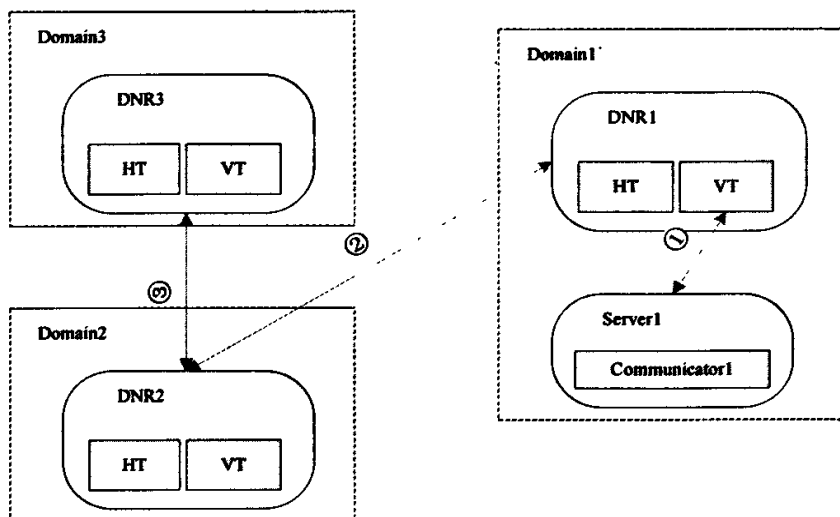 Domain3
DNR3
HT
VT
②
③
Domain2
DNR2
HT
VT
Domain1
DNR1
HT
VT
①
Server1
Communicator1